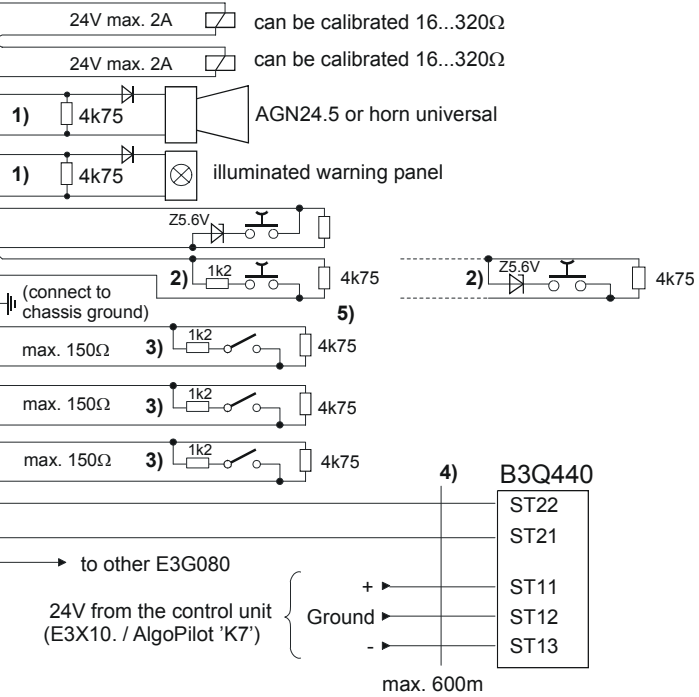 24V max. 2A can be calibrated 16...320Ω
24V max. 2A can be calibrated 16...320Ω
1) 4k75 AGN24.5 or horn universal
1) 4k75 illuminated warning panel
Z5.6V
2) 1k2 4k75 2) Z5.6V 4k75
(connect to
chassis ground)
5)
max. 150Ω 3) 1k2 4k75
max. 150Ω 3) 1k2 4k75
max. 150Ω 3) 1k2 4k75
4) B3Q440
ST22
ST21
to other E3G080
+ ST11
24V from the control unit
(E3X10. / AlgoPilot 'K7')
Ground ST12
- ST13
max. 600m